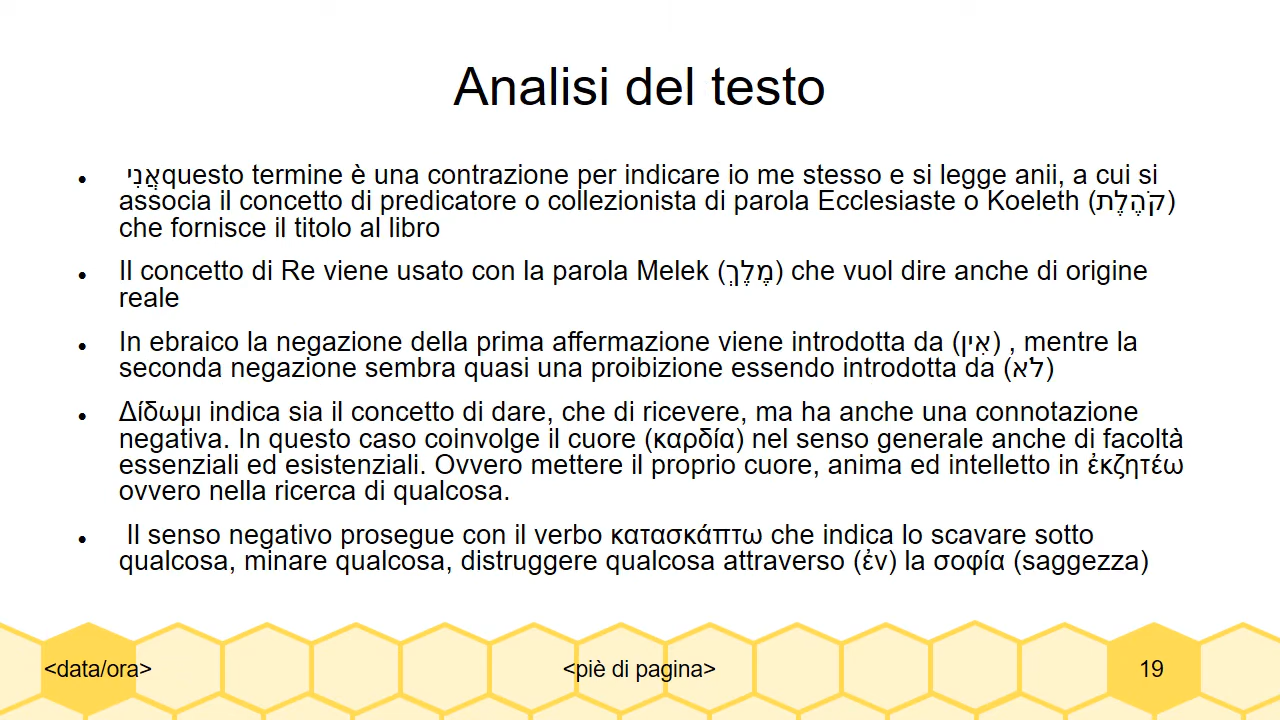 Analisi del testo
אֲנִי questo termine è una contrazione per indicare io me stesso e si legge anii, a cui si
associa il concetto di predicatore o collezionista di parola Ecclesiaste o Koeleth (קֹהֶלֶת)
che fornisce il titolo al libro
Il concetto di Re viene usato con la parola Melek (מֶלֶךְ) che vuol dire anche di origine
reale
In ebraico la negazione della prima affermazione viene introdotta da (אִין) , mentre la
seconda negazione sembra quasi una proibizione essendo introdotta da (לֹא)
Δίδωμι indica sia il concetto di dare, che di ricevere, ma ha anche una connotazione
negativa. In questo caso coinvolge il cuore (καρδία) nel senso generale anche di facoltà
essenziali ed esistenziali. Ovvero mettere il proprio cuore, anima ed intelletto in ἐκζητέω
ovvero nella ricerca di qualcosa.
Il senso negativo prosegue con il verbo κατασκάπτω che indica lo scavare sotto
qualcosa, minare qualcosa, distruggere qualcosa attraverso (ἐν) la σοφία (saggezza)
<data/ora>
<piè di pagina>
19